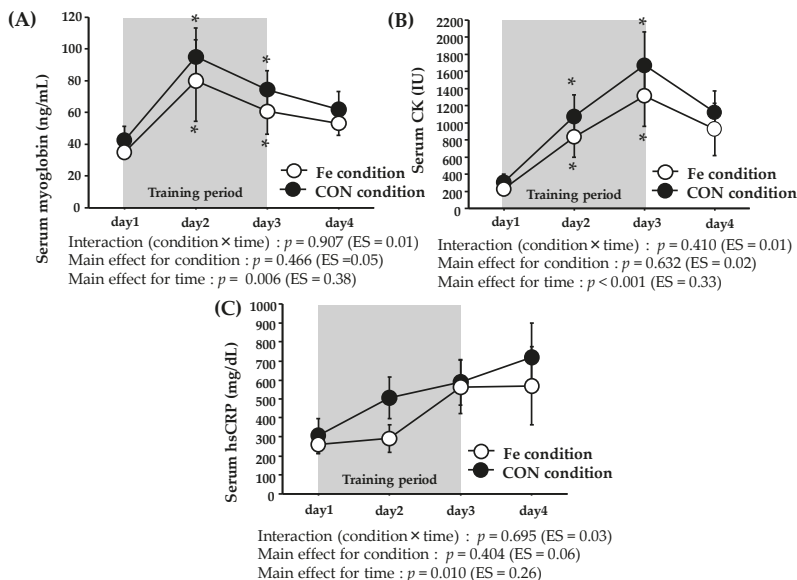 (A)
Serum myoglobin (ng/mL)
120
100
80
60
40
20
0
*
*
*
*
Fe condition
CON condition
Training period
day1 day2 day3 day4
Interaction (condition × time) : p = 0.907 (ES = 0.01)
Main effect for condition : p = 0.466 (ES =0.05)
Main effect for time : p = 0.006 (ES = 0.38)
(B)
Serum CK (IU)
2200
2000
1800
1600
1400
1200
1000
800
600
400
200
*
*
*
*
Fe condition
CON condition
Training period
day1 day2 day3 day4
Interaction (condition × time) : p = 0.410 (ES = 0.01)
Main effect for condition : p = 0.632 (ES = 0.02)
Main effect for time : p < 0.001 (ES = 0.33)
(C)
Serum hsCRP (mg/dL)
1000
900
800
700
600
500
400
300
200
100
0
Fe condition
CON condition
Training period
day1 day2 day3 day4
Interaction (condition × time) : p = 0.695 (ES = 0.03)
Main effect for condition : p = 0.404 (ES = 0.06)
Main effect for time : p = 0.010 (ES = 0.26)